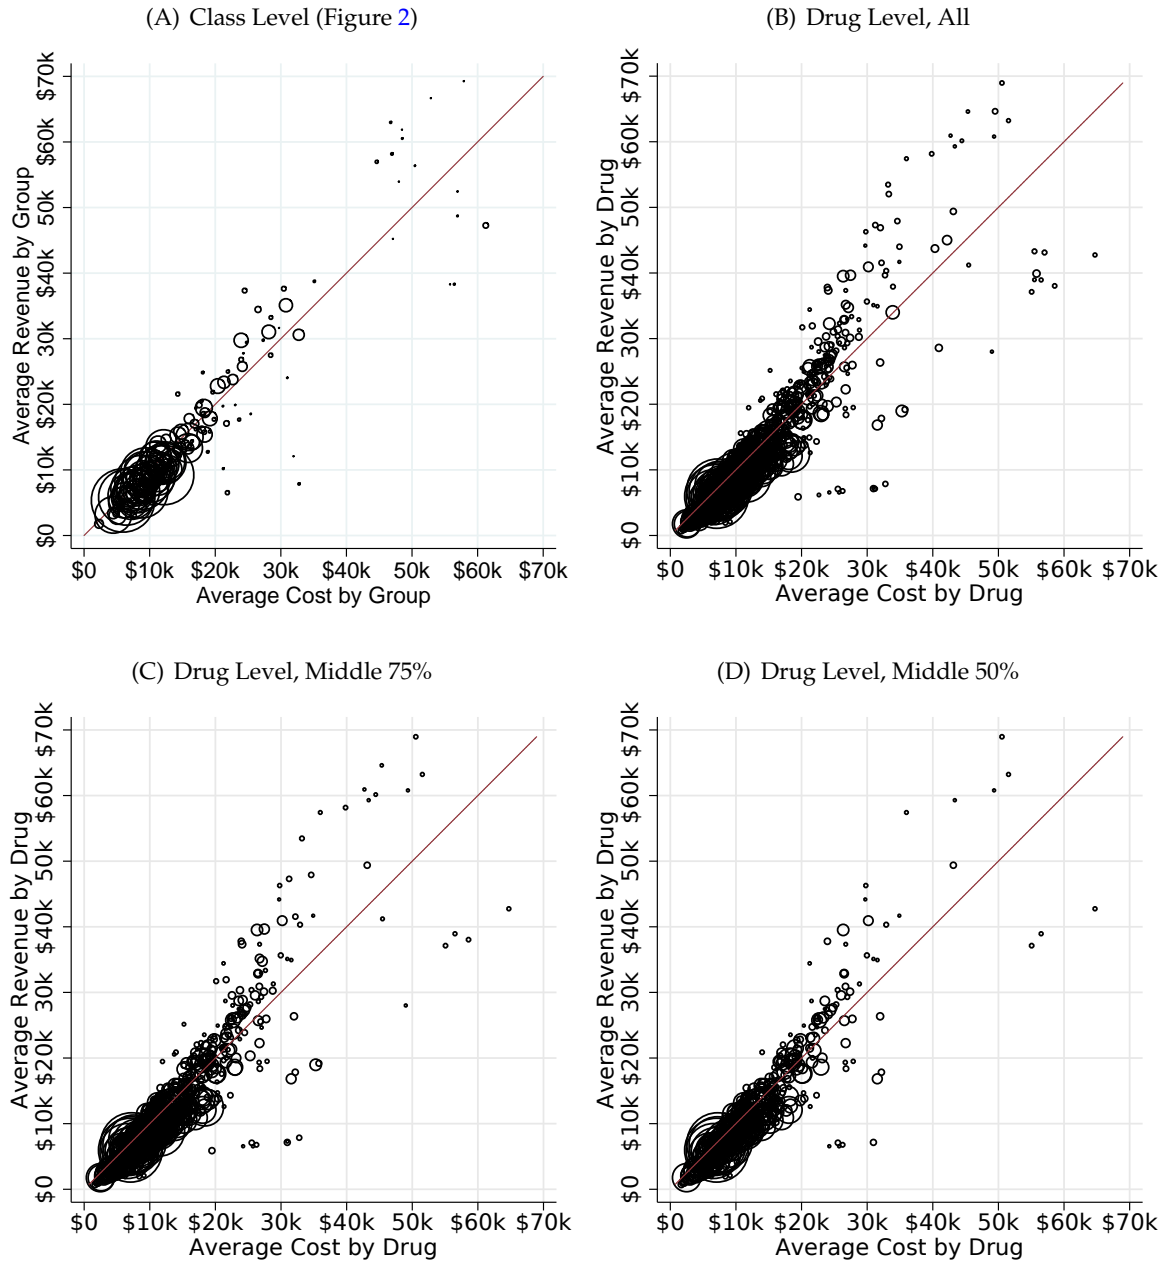 (A) Class Level (Figure 2)
Average Revenue by Group
$0 $10k $20k 30k $40k $50k $60k $70k
$0 $10k $20k 30k $40k 50k $60k $70k
Average Cost by Group
(B) Drug Level, All
Average Revenue by Drug
$0 $10k $20k 30k $40k $50k $60k $70k
$0 $10k $20k 30k $40k 50k $60k $70k
Average Cost by Drug
(C) Drug Level, Middle 75%
Average Revenue by Drug
$0 $10k $20k 30k $40k $50k $60k $70k
$0 $10k $20k 30k $40k 50k $60k $70k
Average Cost by Drug
(D) Drug Level, Middle 50%
Average Revenue by Drug
$0 $10k $20k 30k $40k $50k $60k $70k
$0 $10k $20k 30k $40k 50k $60k $70k
Average Cost by Drug